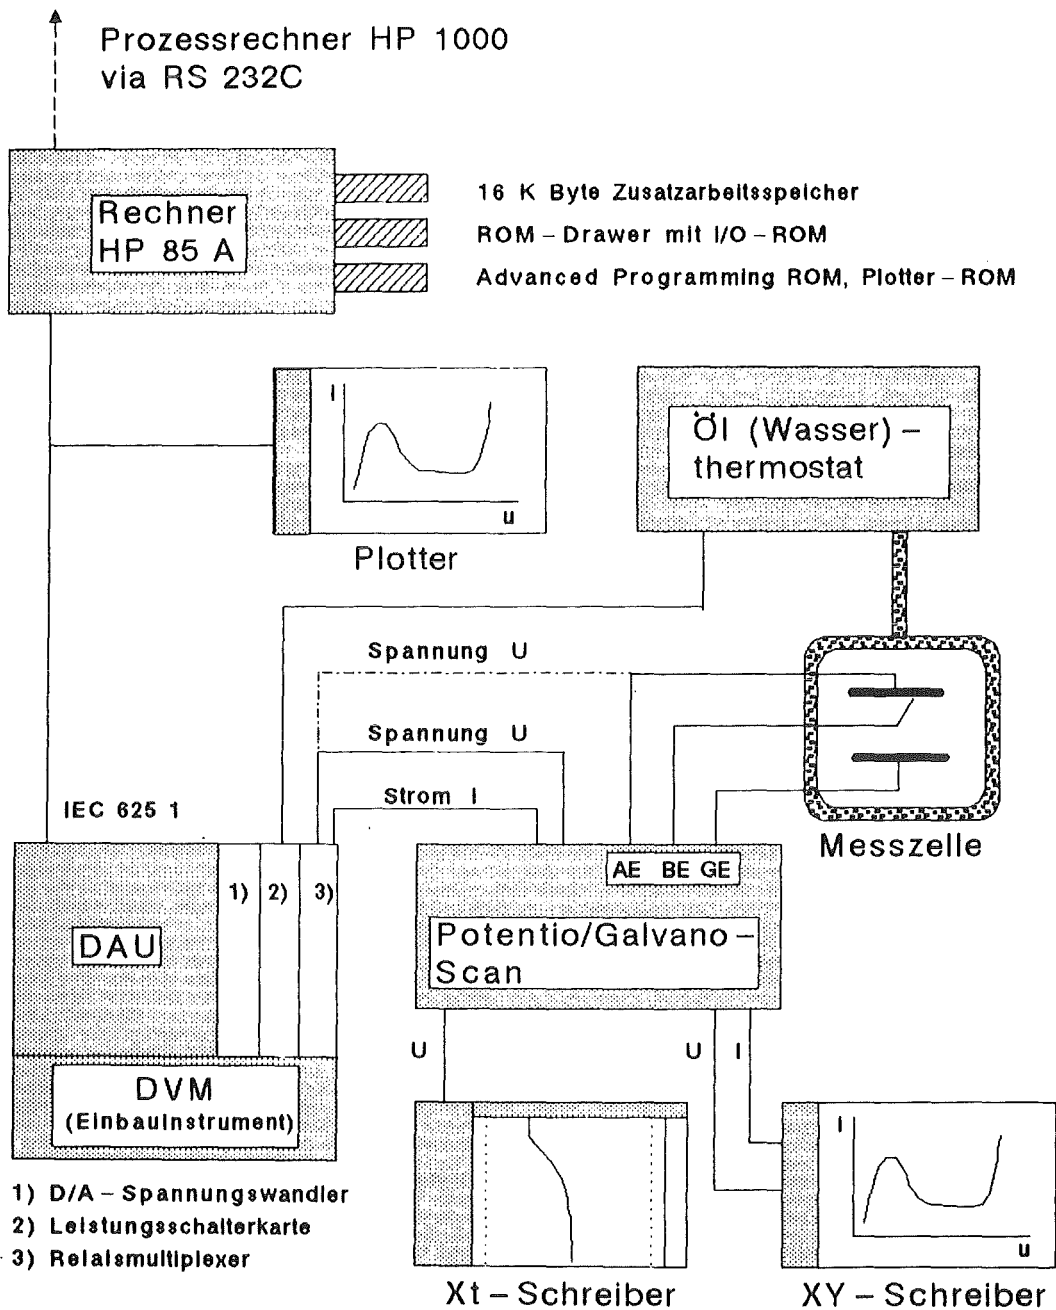 Prozessrechner HP 1000
via RS 232C
Rechner
HP 85 A
16 K Byte Zusatzarbeitsspeicher
ROM – Drawer mit I/O – ROM
Advanced Programming ROM, Plotter – ROM
I
u
Plotter
Öl (Wasser) –
thermostat
Spannung U
Spannung U
Strom I
IEC 625 1
Messzelle
1) 2) 3)
DAU
DVM
(Einbauinstrument)
AE BE GE
Potentio/Galvano –
Scan
U
U I
I
u
1) D/A – Spannungswandler
2) Leistungsschalterkarte
3) Relaismultiplexer
Xt – Schreiber
XY – Schreiber